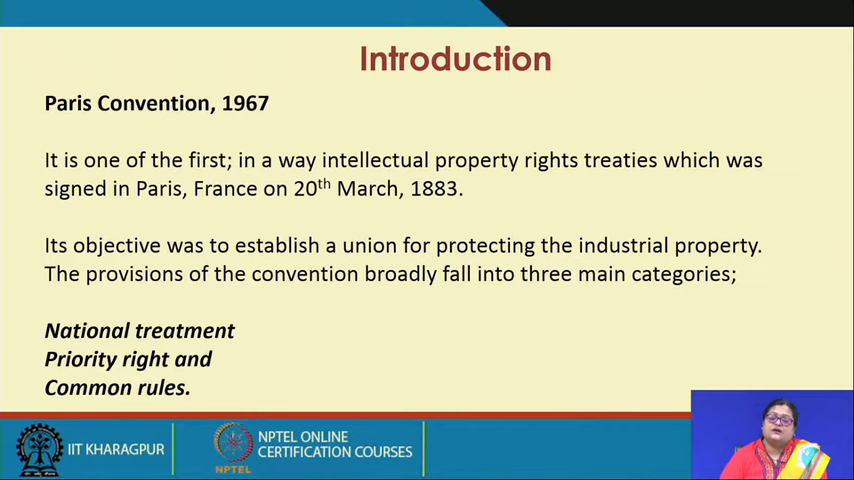 Introduction
Paris Convention, 1967
It is one of the first; in a way intellectual property rights treaties which was
signed in Paris, France on 20th March, 1883.
Its objective was to establish a union for protecting the industrial property.
The provisions of the convention broadly fall into three main categories;
National treatment
Priority right and
Common rules.
IIT KHARAGPUR
NPTEL
NPTEL ONLINE
CERTIFICATION COURSES